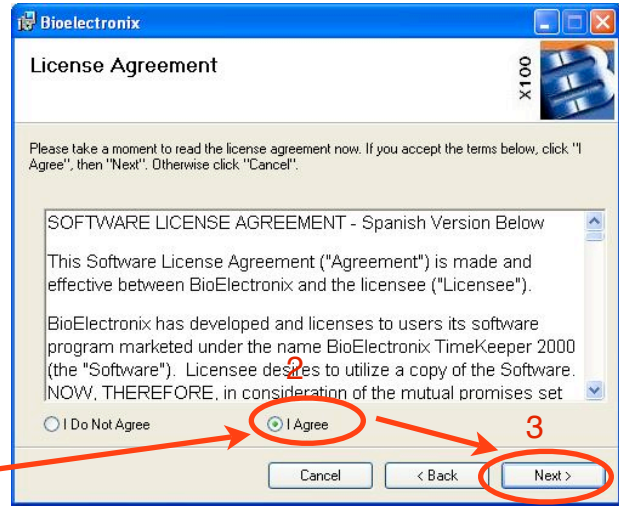 Bioelectronix
License Agreement
X100
Please take a moment to read the license agreement now. If you accept the terms below, click "I
Agree", then "Next". Otherwise click "Cancel".
SOFTWARE LICENSE AGREEMENT - Spanish Version Below
This Software License Agreement ("Agreement") is made and
effective between BioElectronix and the licensee ("Licensee").
BioElectronix has developed and licenses to users its software
program marketed under the name BioElectronix TimeKeeper 2000
(the "Software"). Licensee desires to utilize a copy of the Software.
2
NOW, THEREFORE, in consideration of the mutual promises set
I Do Not Agree
I Agree
3
Cancel
< Back
Next >